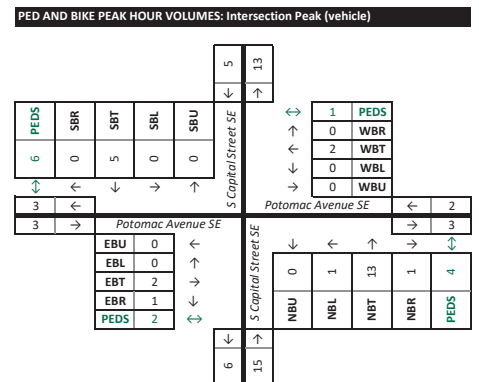 PED AND BIKE PEAK HOUR VOLUMES: Intersection Peak (vehicle)
5 13
↓ ↑
PEDS SBR SBT SBL SBU
6 0 5 0 0
↕ ← ↓ → ↑
S Capital Street SE
↔ 1 PEDS
↑ 0 WBR
← 2 WBT
↓ 0 WBL
→ 0 WBU
3 ←
Potomac Avenue SE
← 2
3 →
Potomac Avenue SE
→ 3
EBU 0 ←
EBL 0 ↑
EBT 2 →
EBR 1 ↓
PEDS 2 ↔
S Capital Street SE
↓ ← ↑ → ↕
0 1 13 1 4
NBU NBL NBT NBR PEDS
↓ ↑
6 15